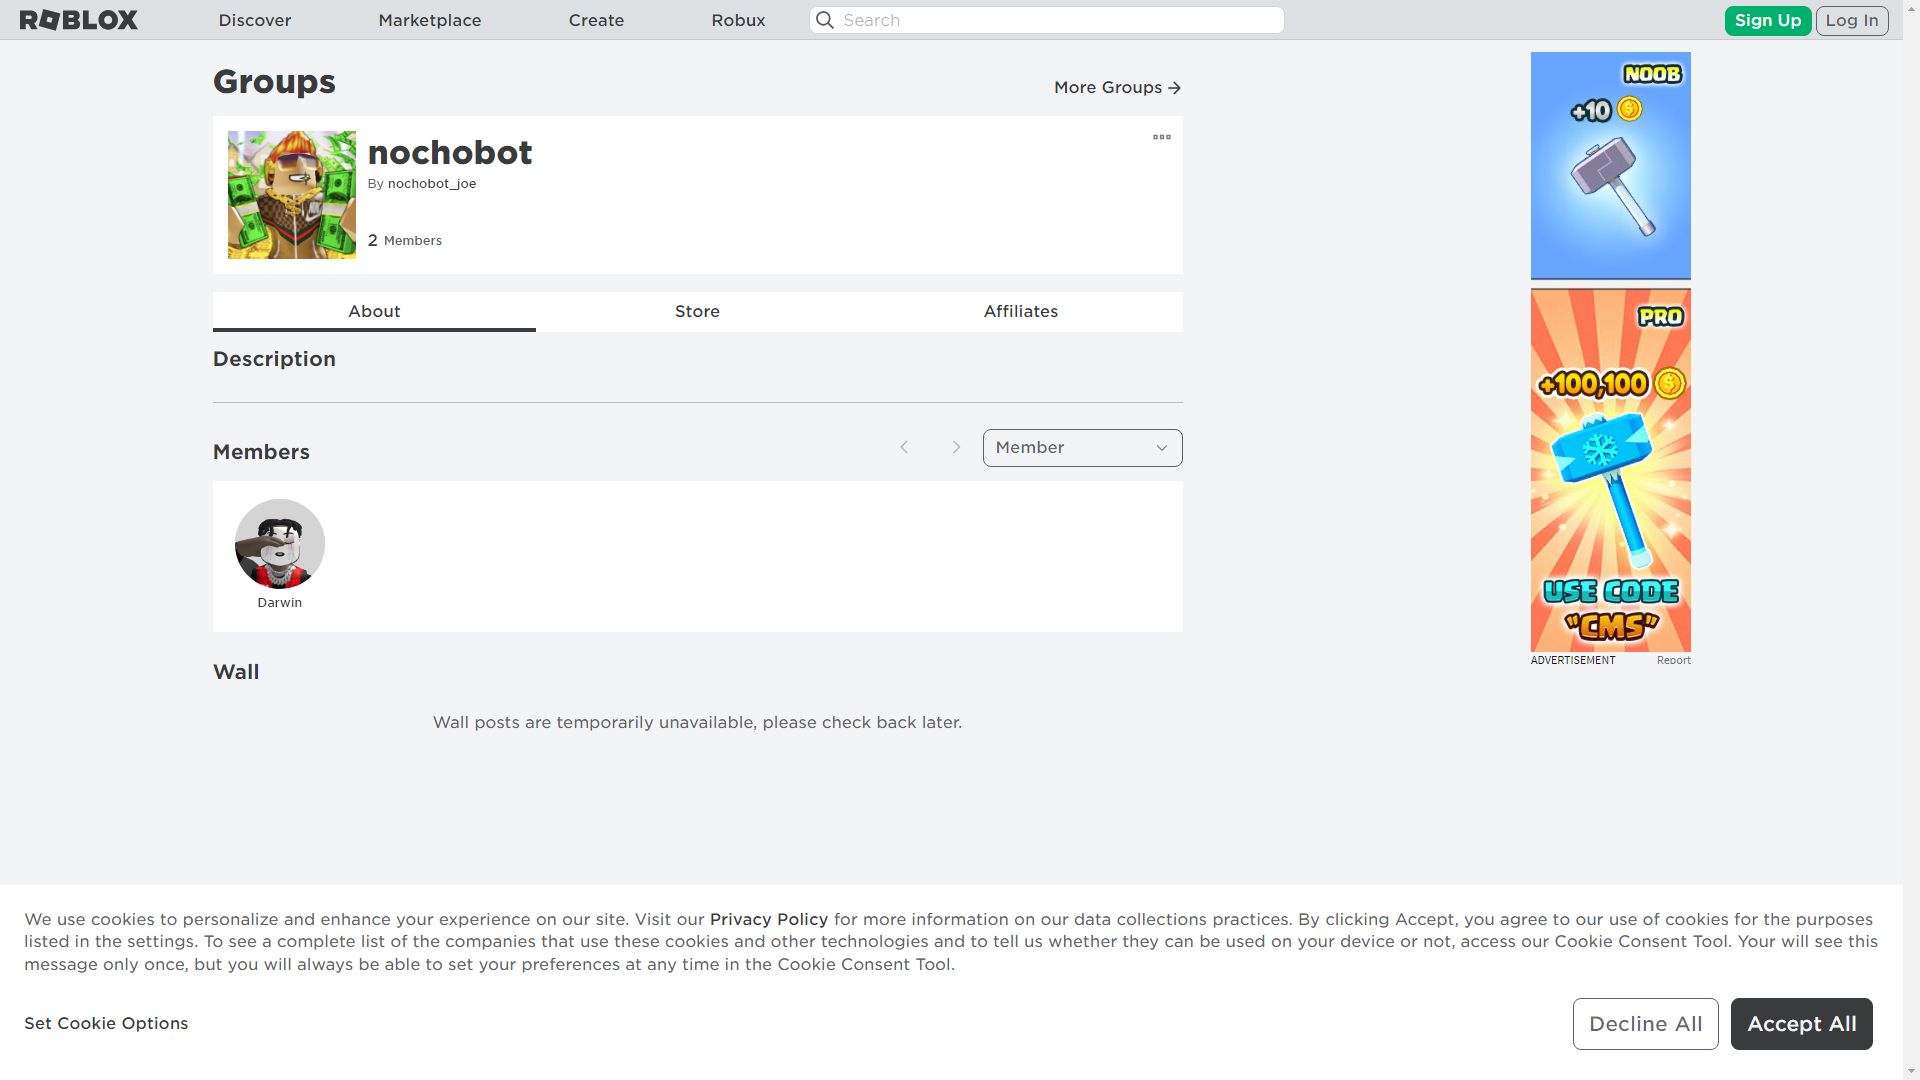 ROBLOX
Discover
Marketplace
Create
Robux
Search
Sign Up
Log In
Groups
More Groups
nochobot
By nochobot_joe
2 Members
About
Store
Affiliates
Description
Members
Member
Darwin
Wall
Wall posts are temporarily unavailable, please check back later.
NOOB
+10
PRO
+100,100
USE CODE
"CMS"
ADVERTISEMENT
Report
We use cookies to personalize and enhance your experience on our site. Visit our Privacy Policy for more information on our data collections practices. By clicking Accept, you agree to our use of cookies for the purposes
listed in the settings. To see a complete list of the companies that use these cookies and other technologies and to tell us whether they can be used on your device or not, access our Cookie Consent Tool. Your will see this
message only once, but you will always be able to set your preferences at any time in the Cookie Consent Tool.
Set Cookie Options
Decline All
Accept All